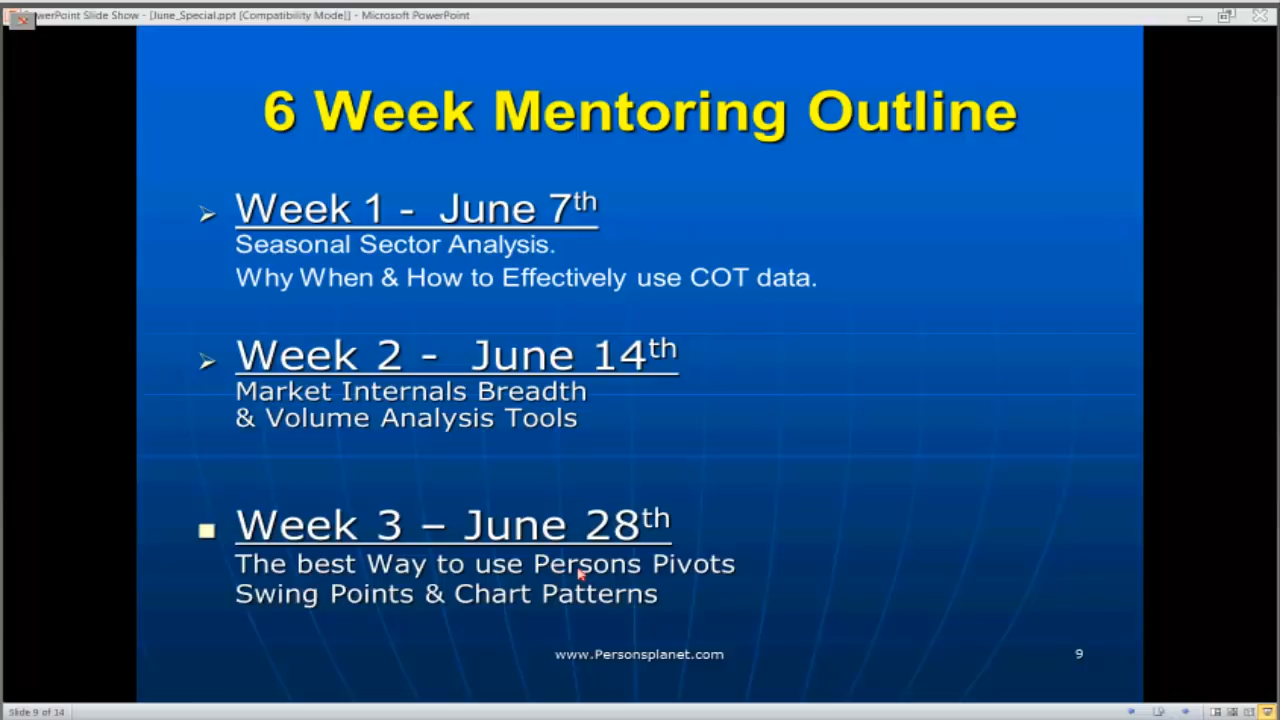 PowerPoint Slide Show - [June_Special.ppt [Compatibility Mode]] - Microsoft PowerPoint
6 Week Mentoring Outline
Week 1 - June 7th
Seasonal Sector Analysis.
Why When & How to Effectively use COT data.
Week 2 - June 14th
Market Internals Breadth
& Volume Analysis Tools
Week 3 – June 28th
The best Way to use Persons Pivots
Swing Points & Chart Patterns
www.Personsplanet.com
9
Slide 9 of 14